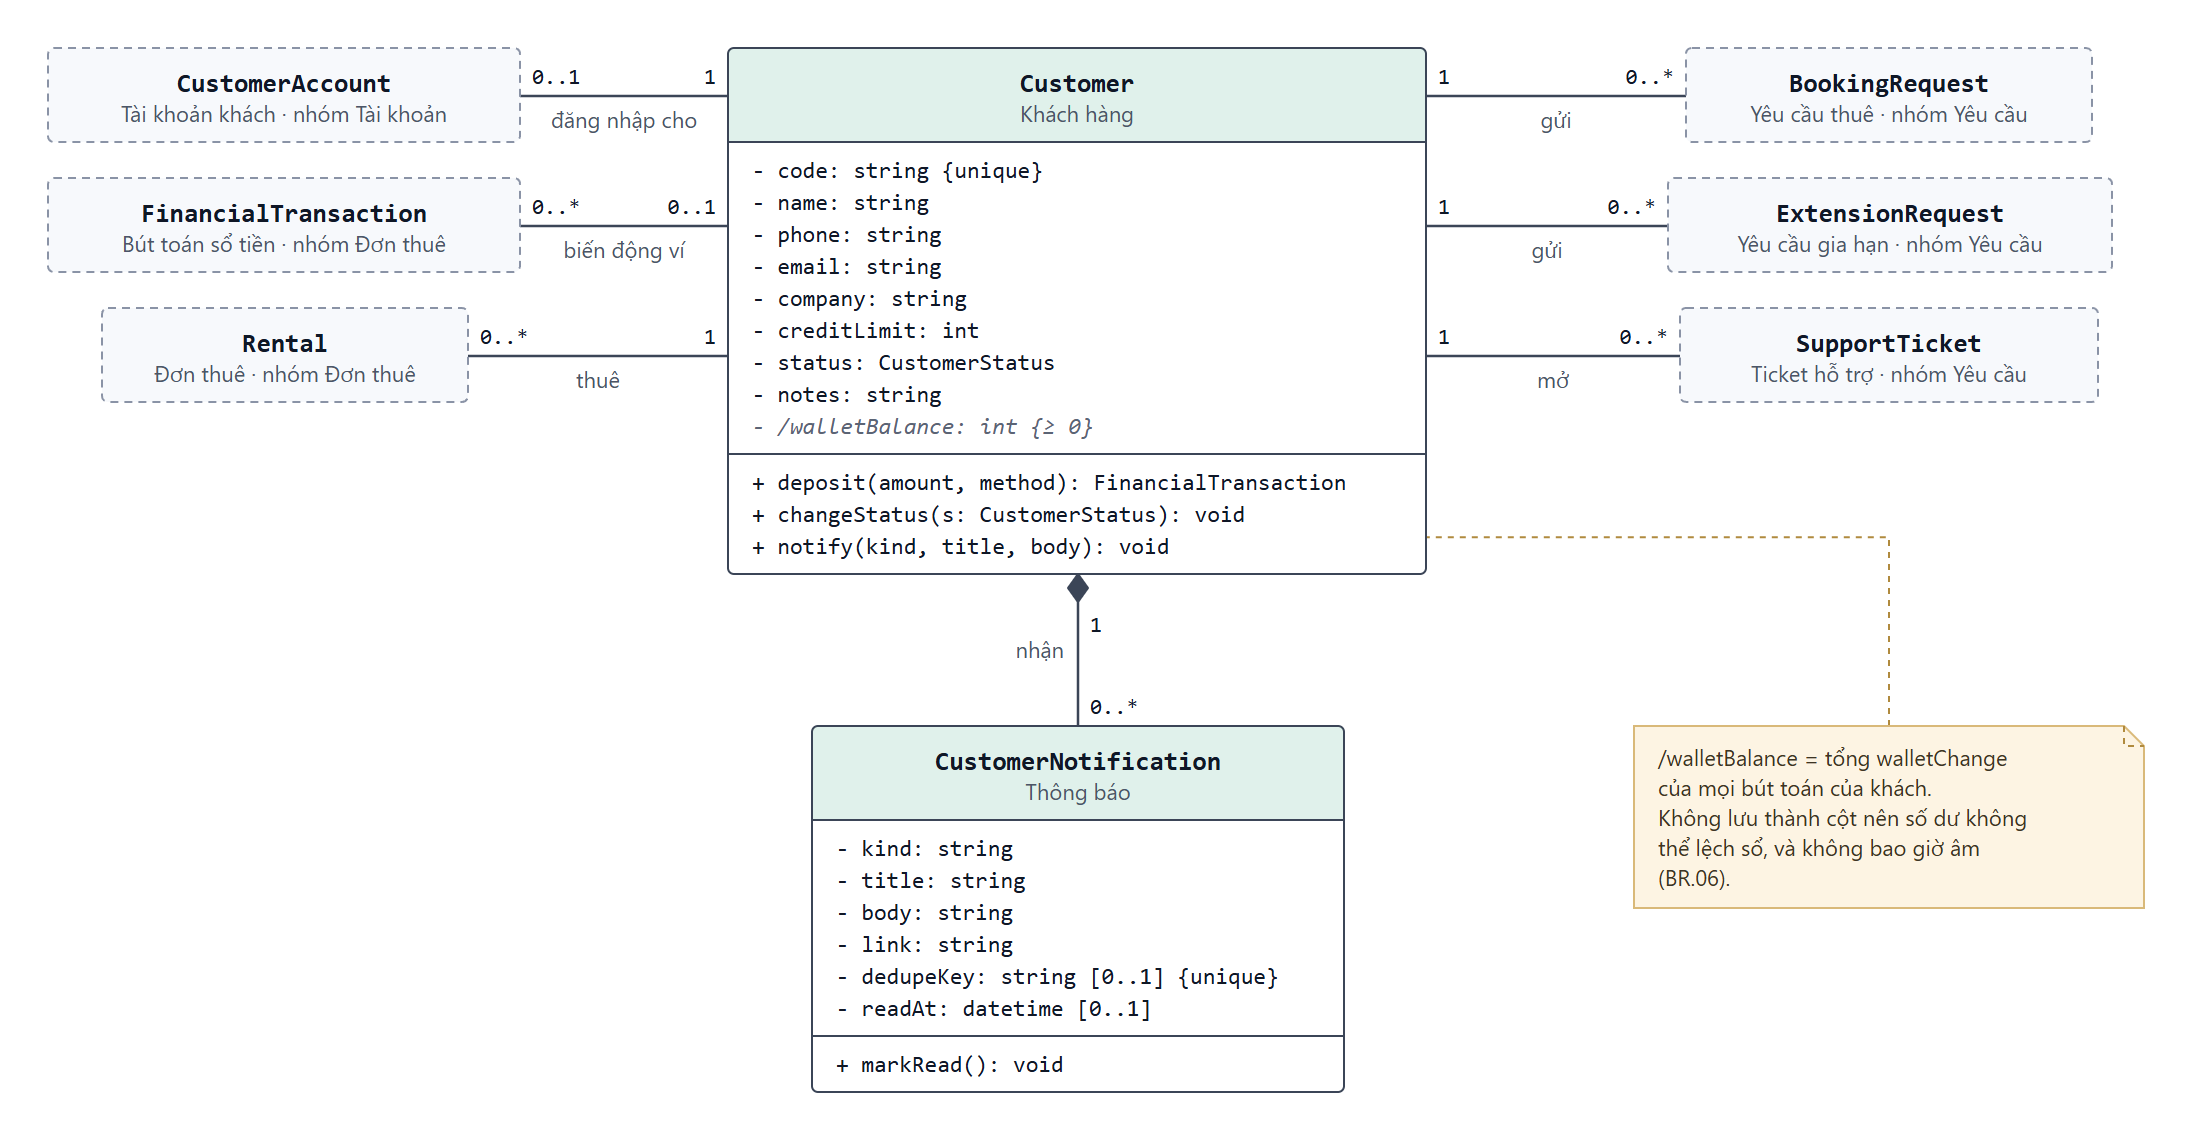 CustomerAccount
Tài khoản khách · nhóm Tài khoản
0..1
1
đăng nhập cho
FinancialTransaction
Bút toán sổ tiền · nhóm Đơn thuê
0..*
0..1
biến động ví
Rental
Đơn thuê · nhóm Đơn thuê
0..*
1
thuê
Customer
Khách hàng
- code: string {unique}
- name: string
- phone: string
- email: string
- company: string
- creditLimit: int
- status: CustomerStatus
- notes: string
- /walletBalance: int {≥ 0}
+ deposit(amount, method): FinancialTransaction
+ changeStatus(s: CustomerStatus): void
+ notify(kind, title, body): void
1
0..*
gửi
BookingRequest
Yêu cầu thuê · nhóm Yêu cầu
1
0..*
gửi
ExtensionRequest
Yêu cầu gia hạn · nhóm Yêu cầu
1
0..*
mở
SupportTicket
Ticket hỗ trợ · nhóm Yêu cầu
1
nhận
0..*
CustomerNotification
Thông báo
- kind: string
- title: string
- body: string
- link: string
- dedupeKey: string [0..1] {unique}
- readAt: datetime [0..1]
+ markRead(): void
/walletBalance = tổng walletChange
của mọi bút toán của khách.
Không lưu thành cột nên số dư không
thể lệch sổ, và không bao giờ âm
(BR.06).